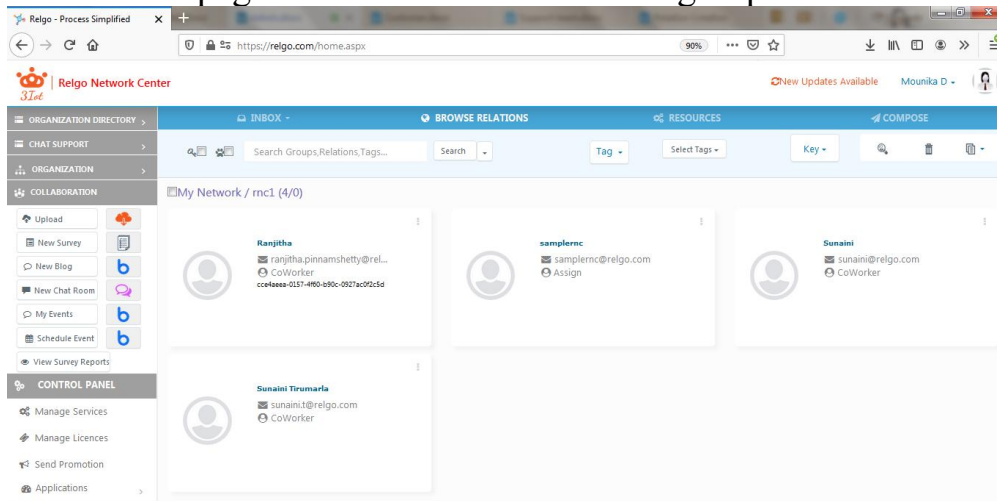 Relgo - Process Simplified
https://relgo.com/home.aspx
90%
3Iot
Relgo Network Center
New Updates Available
Mounika D
ORGANIZATION DIRECTORY
CHAT SUPPORT
ORGANIZATION
COLLABORATION
Upload
New Survey
New Blog
New Chat Room
My Events
Schedule Event
View Survey Reports
CONTROL PANEL
Manage Services
Manage Licences
Send Promotion
Applications
INBOX
BROWSE RELATIONS
RESOURCES
COMPOSE
Search Groups,Relations,Tags...
Search
Tag
Select Tags
Key
My Network / rnc1 (4/0)
Ranjitha
ranjitha.pinnamshetty@rel...
CoWorker
cce4aeea-0157-4f60-b90c-0927ac0f2c5d
samplernc
samplernc@relgo.com
Assign
Sunaini
sunaini@relgo.com
CoWorker
Sunaini Tirumarla
sunaini.t@relgo.com
CoWorker